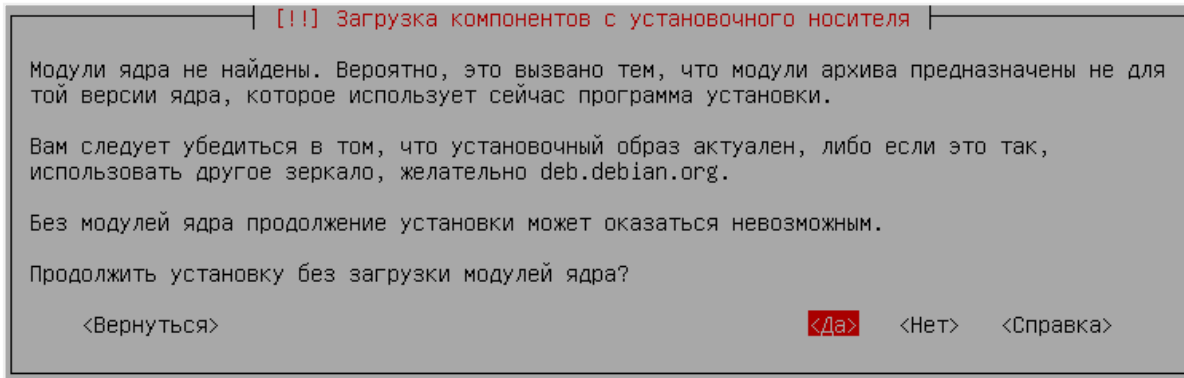 [!!] Загрузка компонентов с установочного носителя
Модули ядра не найдены. Вероятно, это вызвано тем, что модули архива предназначены не для
той версии ядра, которое использует сейчас программа установки.
Вам следует убедиться в том, что установочный образ актуален, либо если это так,
использовать другое зеркало, желательно deb.debian.org.
Без модулей ядра продолжение установки может оказаться невозможным.
Продолжить установку без загрузки модулей ядра?
<Вернуться> <Да> <Нет> <Справка>